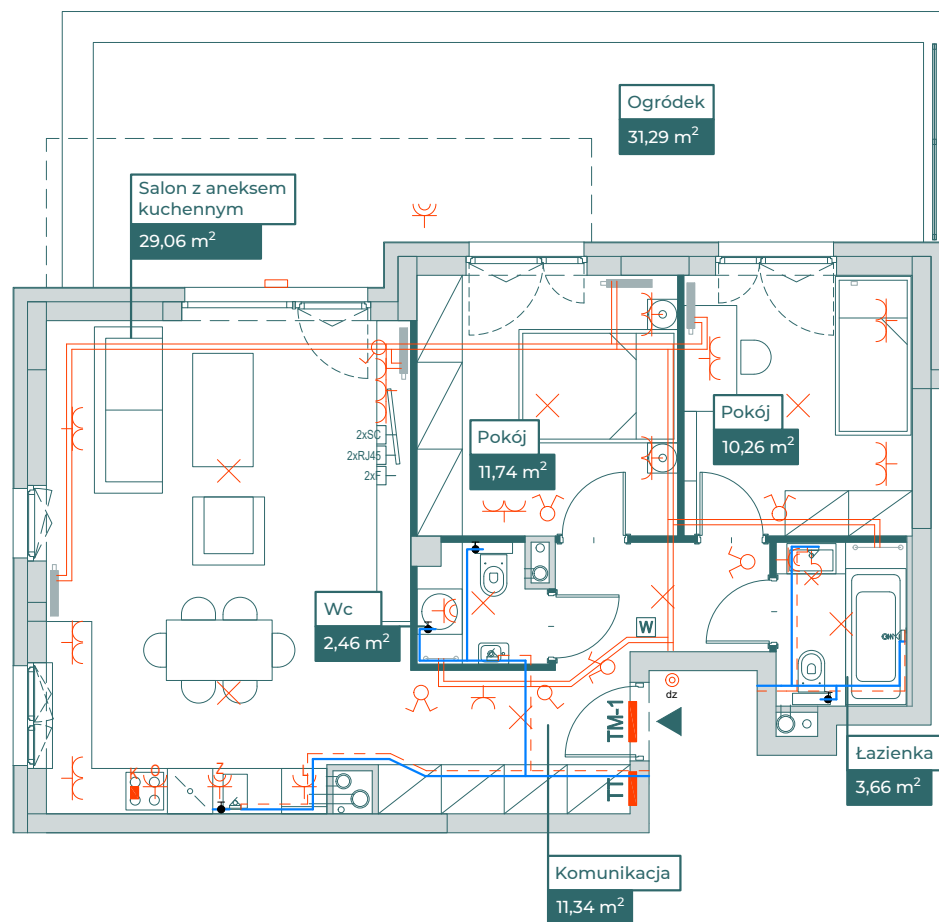 Ogródek
31,29 m²
Salon z aneksem
kuchennym
29,06 m²
2xSC
2xRJ45
2xF
Pokój
11,74 m²
Pokój
10,26 m²
Wc
2,46 m²
W
dz
TM-1
TT
K
O
Z
L
Łazienka
3,66 m²
Komunikacja
11,34 m²